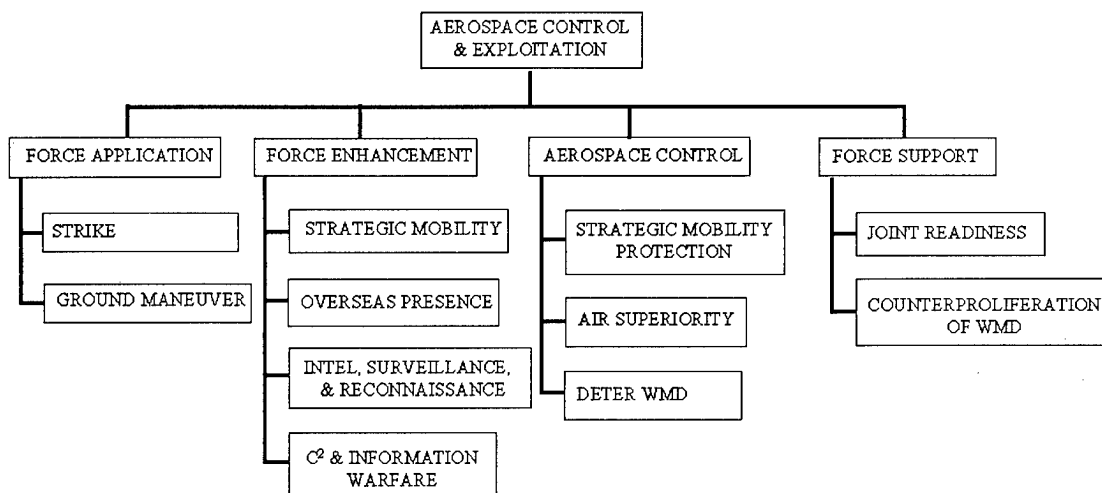 AEROSPACE CONTROL
& EXPLOITATION
FORCE APPLICATION
FORCE ENHANCEMENT
AEROSPACE CONTROL
FORCE SUPPORT
STRIKE
GROUND MANEUVER
STRATEGIC MOBILITY
OVERSEAS PRESENCE
INTEL, SURVEILLANCE,
& RECONNAISSANCE
C² & INFORMATION
WARFARE
STRATEGIC MOBILITY
PROTECTION
AIR SUPERIORITY
DETER WMD
JOINT READINESS
COUNTERPROLIFERATION
OF WMD